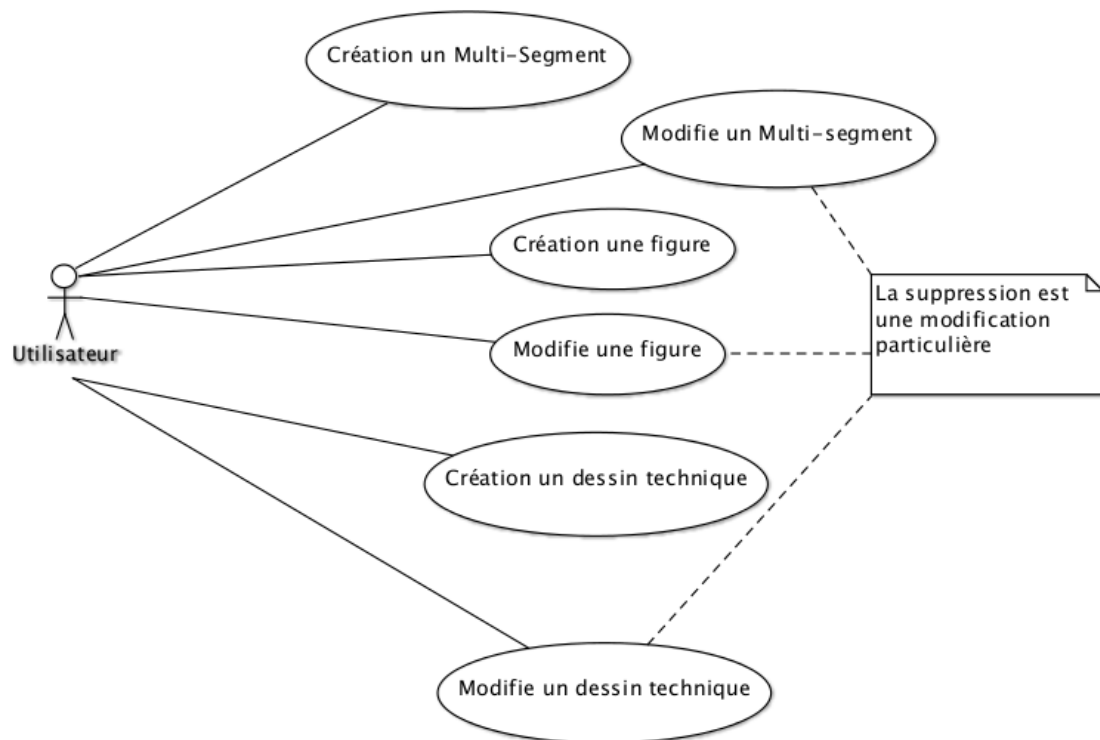 Création un Multi-Segment
Modifie un Multi-segment
Création une figure
La suppression est
une modification
particulière
Modifie une figure
Utilisateur
Création un dessin technique
Modifie un dessin technique